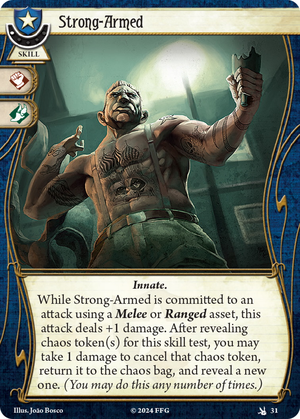 Strong-Armed
SKILL
Innate.
While Strong-Armed is committed to an
attack using a Melee or Ranged asset, this
attack deals +1 damage. After revealing
chaos token(s) for this skill test, you may
take 1 damage to cancel that chaos token,
return it to the chaos bag, and reveal a new
one. (You may do this any number of times.)
Illus. João Bosco
© 2024 FFG
31